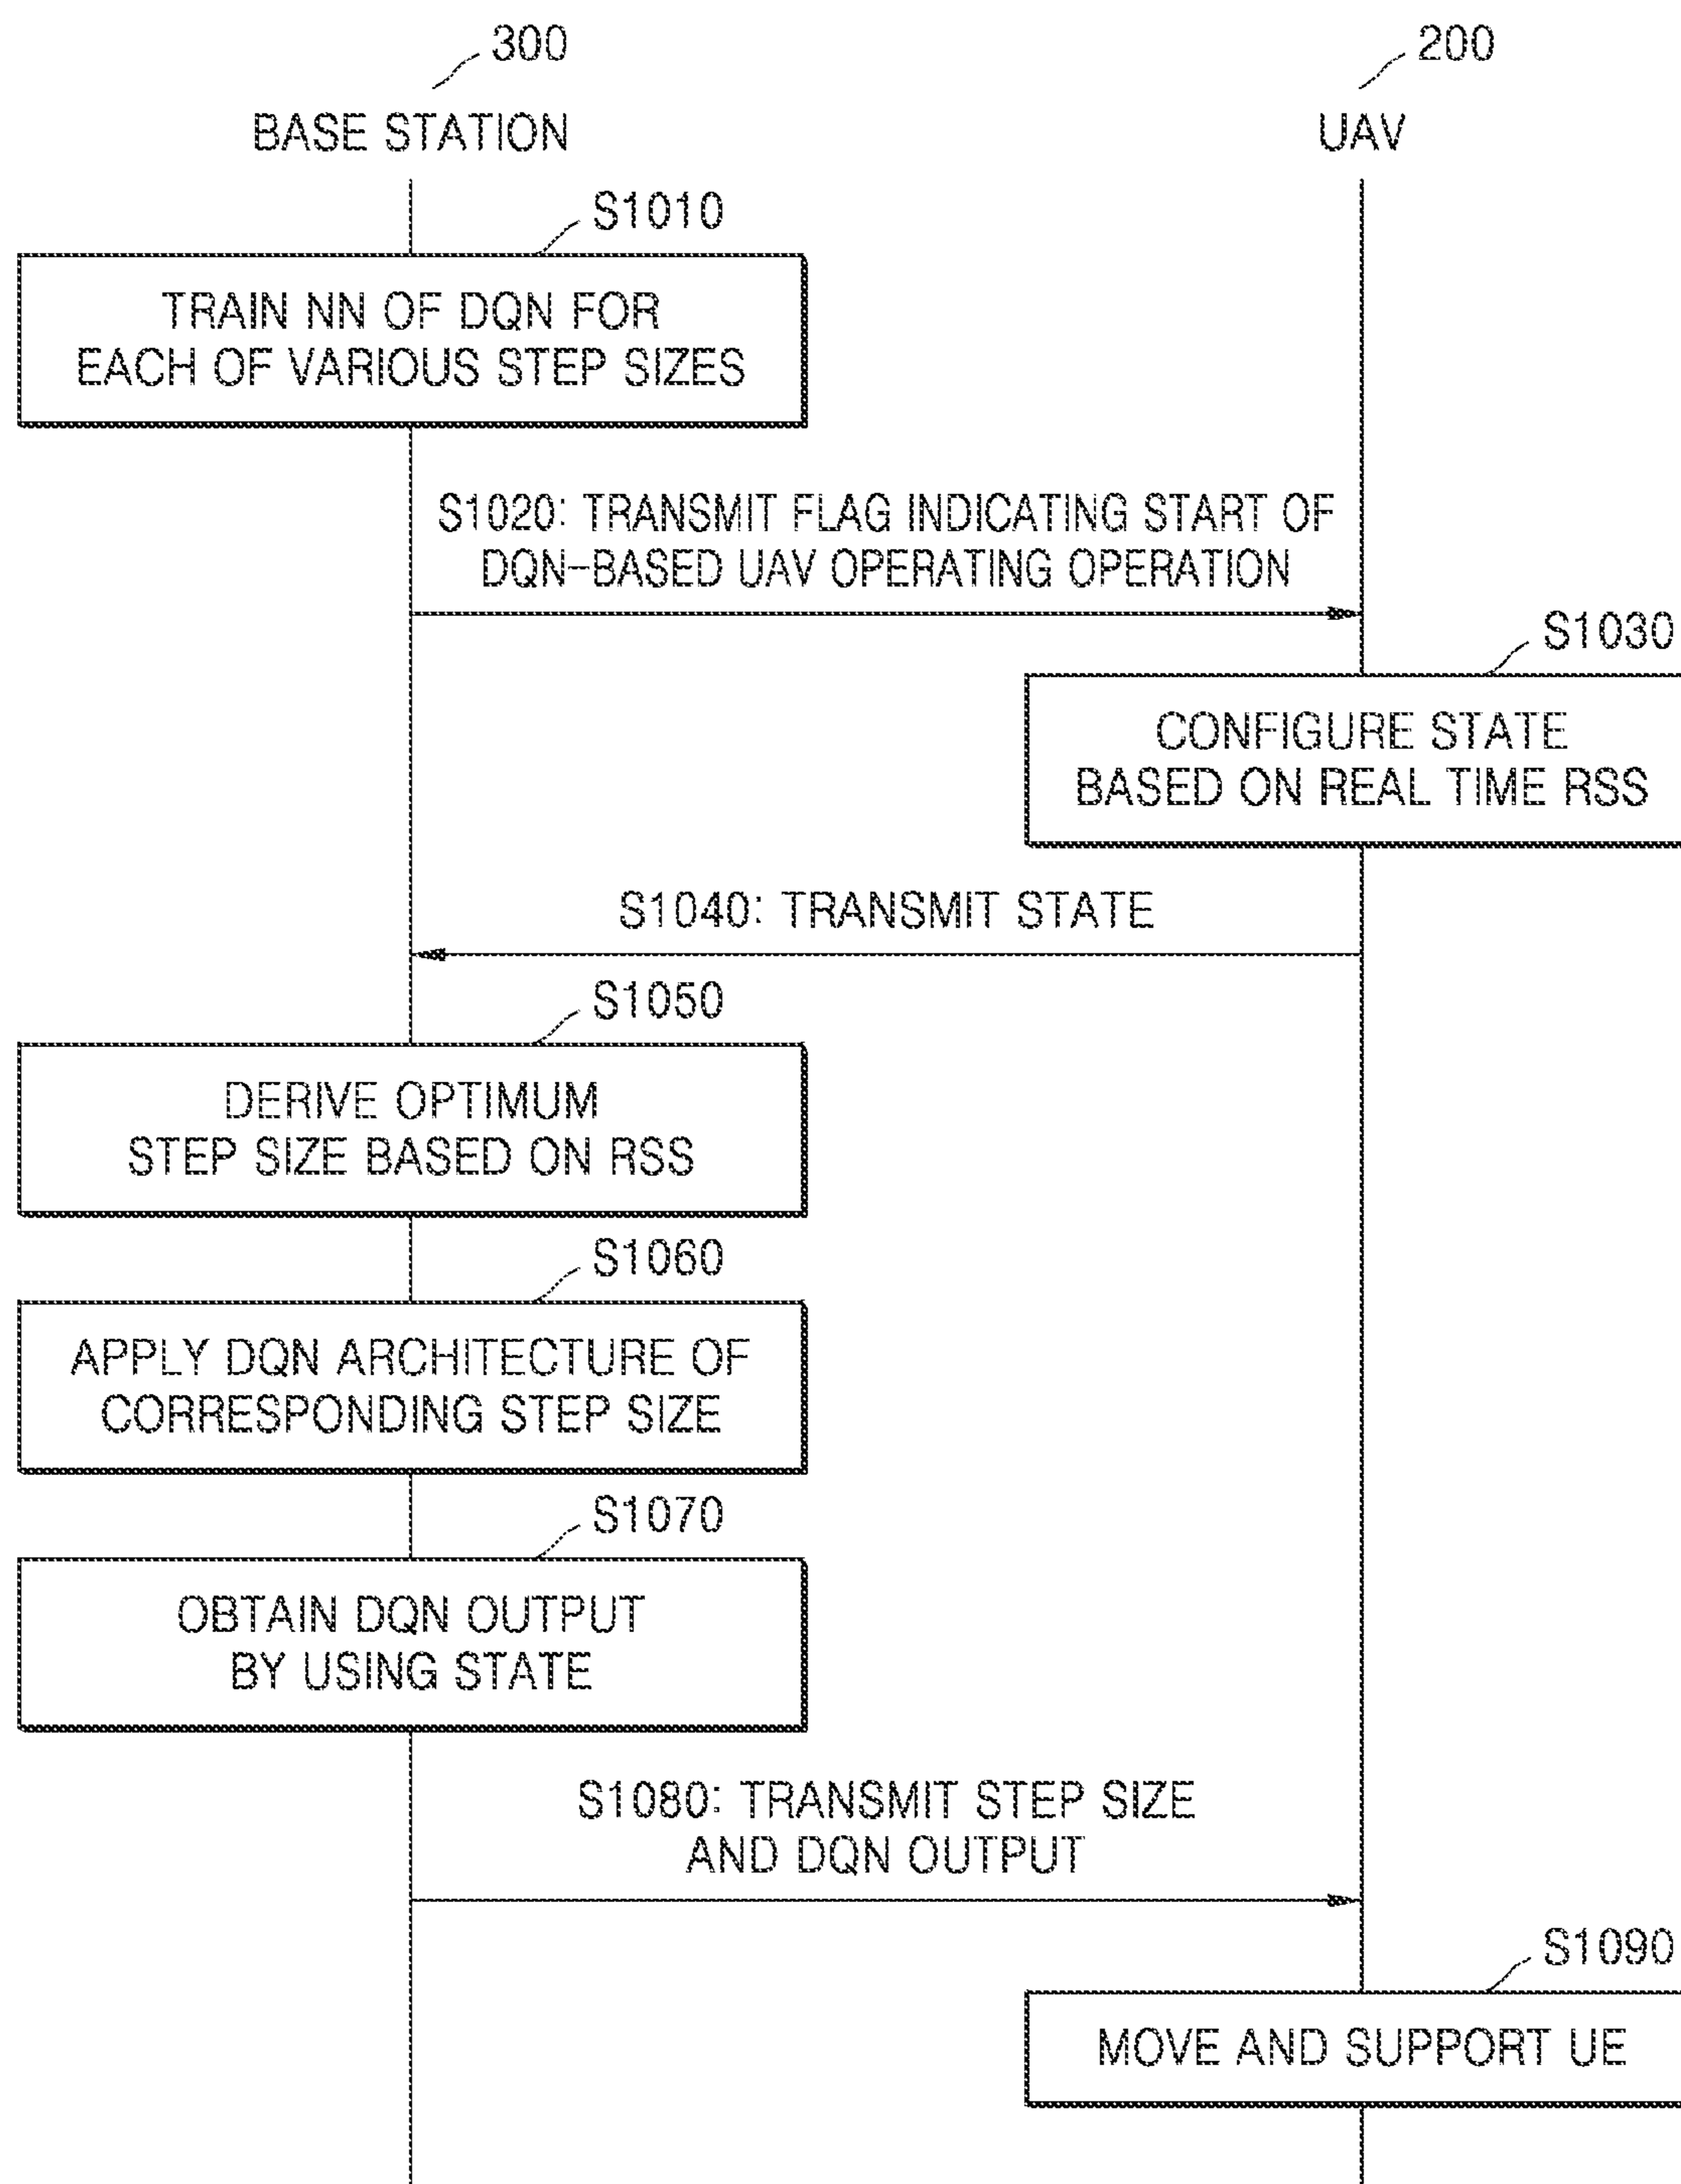 300
200
BASE STATION
UAV
S1010
TRAIN NN OF DQN FOR
EACH OF VARIOUS STEP SIZES
S1020: TRANSMIT FLAG INDICATING START OF
DQN-BASED UAV OPERATING OPERATION
S1030
CONFIGURE STATE
BASED ON REAL TIME RSS
S1040: TRANSMIT STATE
S1050
DERIVE OPTIMUM
STEP SIZE BASED ON RSS
S1060
APPLY DQN ARCHITECTURE OF
CORRESPONDING STEP SIZE
S1070
OBTAIN DQN OUTPUT
BY USING STATE
S1080: TRANSMIT STEP SIZE
AND DQN OUTPUT
S1090
MOVE AND SUPPORT UE